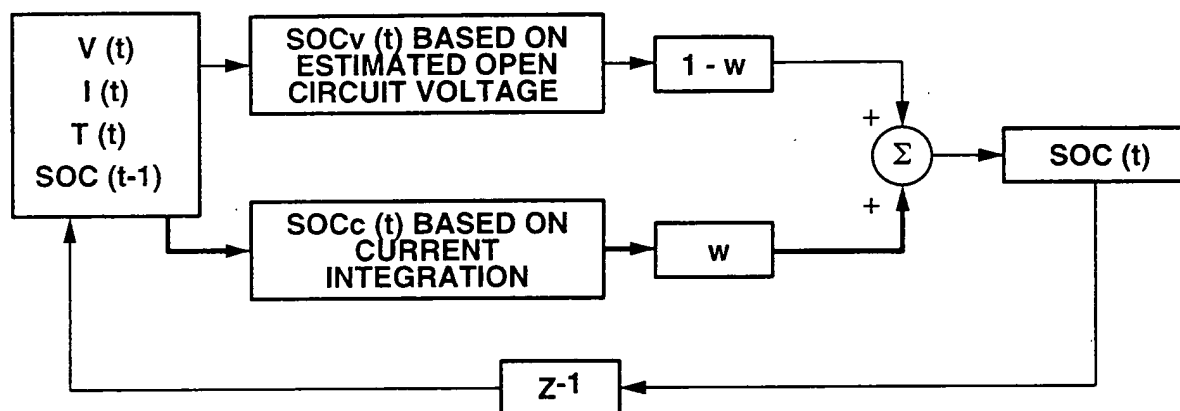 V (t)
I (t)
T (t)
SOC (t-1)
SOCv (t) BASED ON
ESTIMATED OPEN
CIRCUIT VOLTAGE
1 - w
+
Σ
+
SOC (t)
SOCc (t) BASED ON
CURRENT
INTEGRATION
w
Z-1